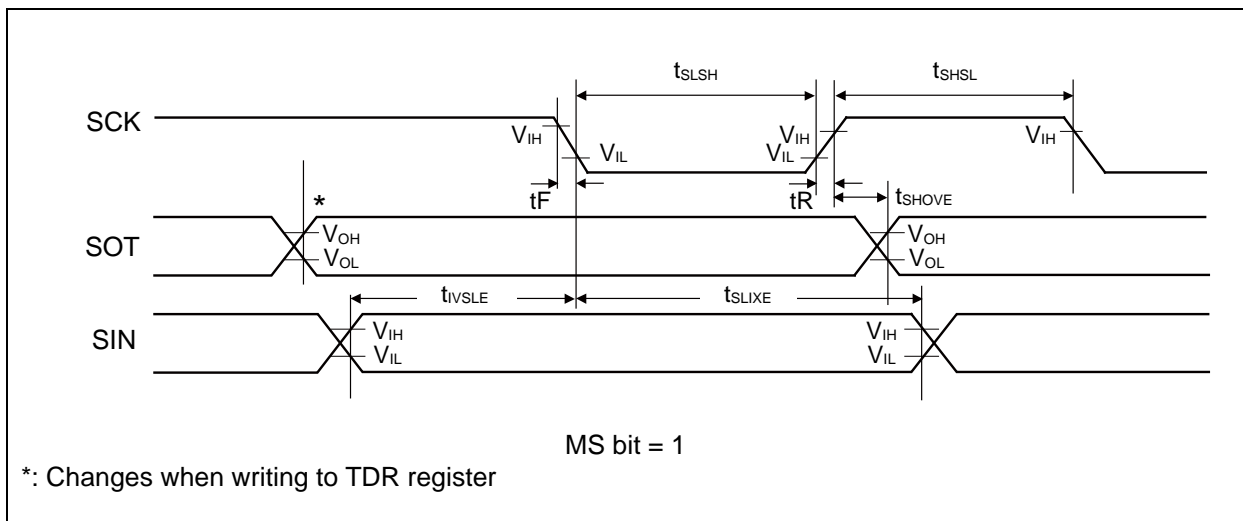 tSLSH tSHSL
SCK
VIH VIL VIL VIH VIH
tF tR tSHOVE
*
SOT
VOH VOH
VOL VOL
tIVSLE tSLIXE
SIN
VIH VIH
VIL VIL
MS bit = 1
*: Changes when writing to TDR register